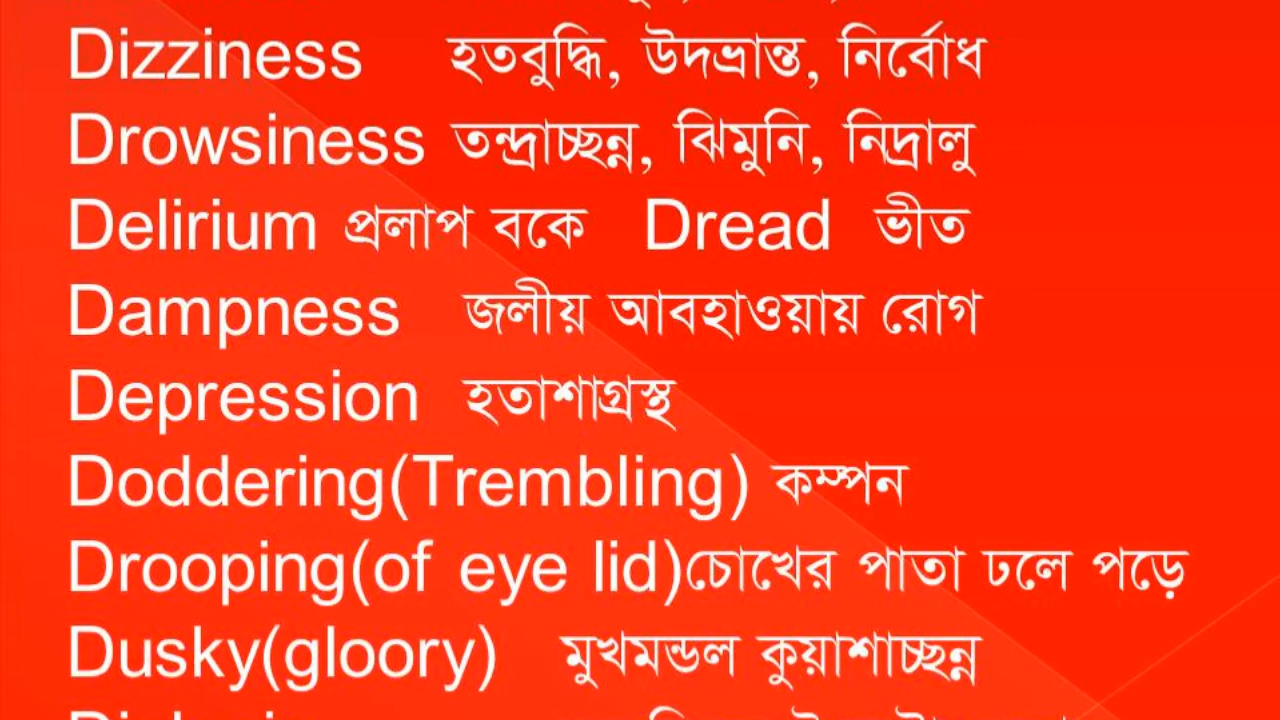 Dizziness হতবুদ্ধি, উদভ্রান্ত, নির্বোধ
Drowsiness তন্দ্রাচ্ছন্ন, ঝিমুনি, নিদ্রালু
Delirium প্রলাপ বকে Dread ভীত
Dampness জলীয় আবহাওয়ায় রোগ
Depression হতাশাগ্রস্থ
Doddering(Trembling) কম্পন
Drooping(of eye lid)চোখের পাতা ঢলে পড়ে
Dusky(gloory) মুখমন্ডল কুয়াশাচ্ছন্ন